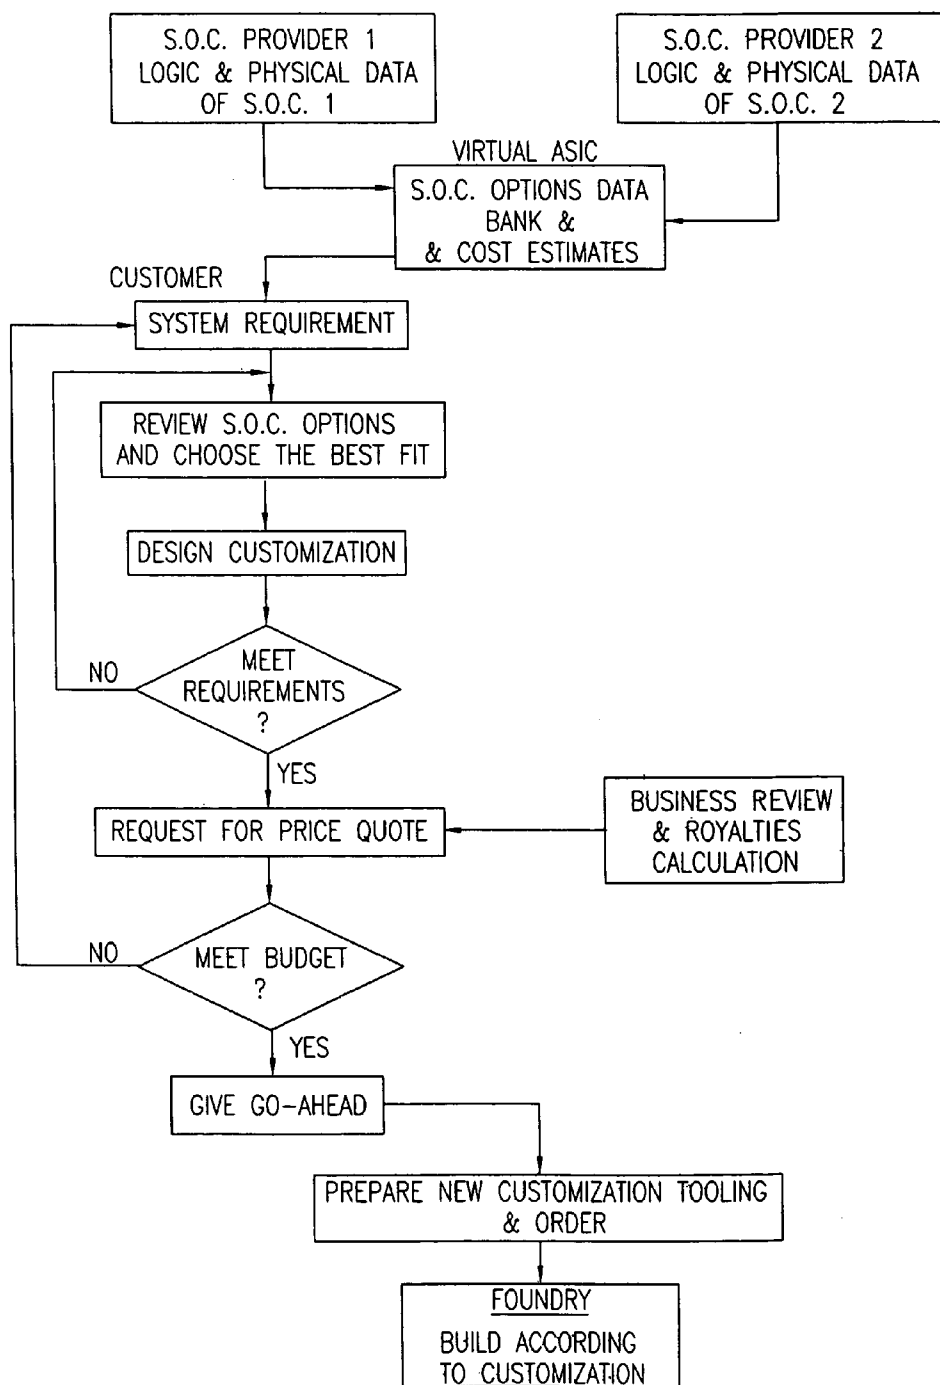 S.O.C. PROVIDER 1
LOGIC & PHYSICAL DATA
OF S.O.C. 1
S.O.C. PROVIDER 2
LOGIC & PHYSICAL DATA
OF S.O.C. 2
VIRTUAL ASIC
S.O.C. OPTIONS DATA
BANK &
& COST ESTIMATES
CUSTOMER
SYSTEM REQUIREMENT
REVIEW S.O.C. OPTIONS
AND CHOOSE THE BEST FIT
DESIGN CUSTOMIZATION
NO
MEET
REQUIREMENTS
?
YES
REQUEST FOR PRICE QUOTE
BUSINESS REVIEW
& ROYALTIES
CALCULATION
NO
MEET BUDGET
?
YES
GIVE GO-AHEAD
PREPARE NEW CUSTOMIZATION TOOLING
& ORDER
FOUNDRY
BUILD ACCORDING
TO CUSTOMIZATION